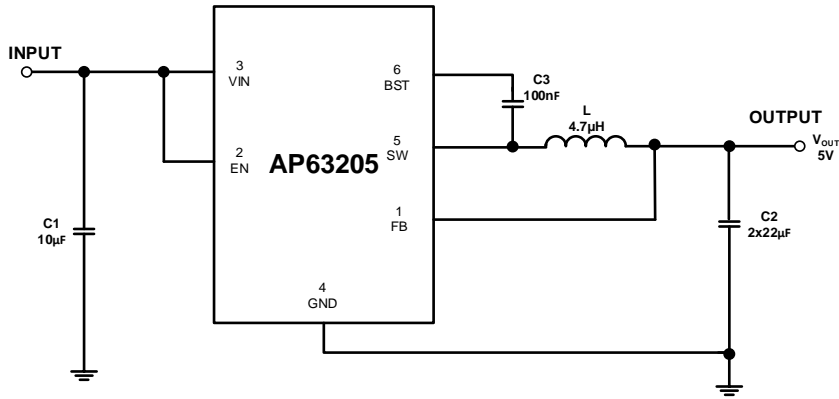 INPUT
3
VIN
2
EN
AP63205
6
BST
5
SW
1
FB
4
GND
C1
10µF
C3
100nF
L
4.7µH
OUTPUT
VOUT
5V
C2
2x22µF